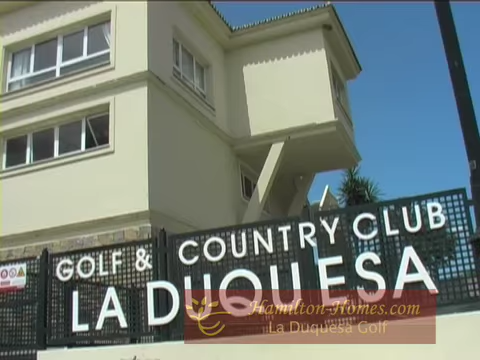 GOLF & COUNTRY CLUB
LA DUQUESA
Hamilton-Homes.com
La Duquesa Golf